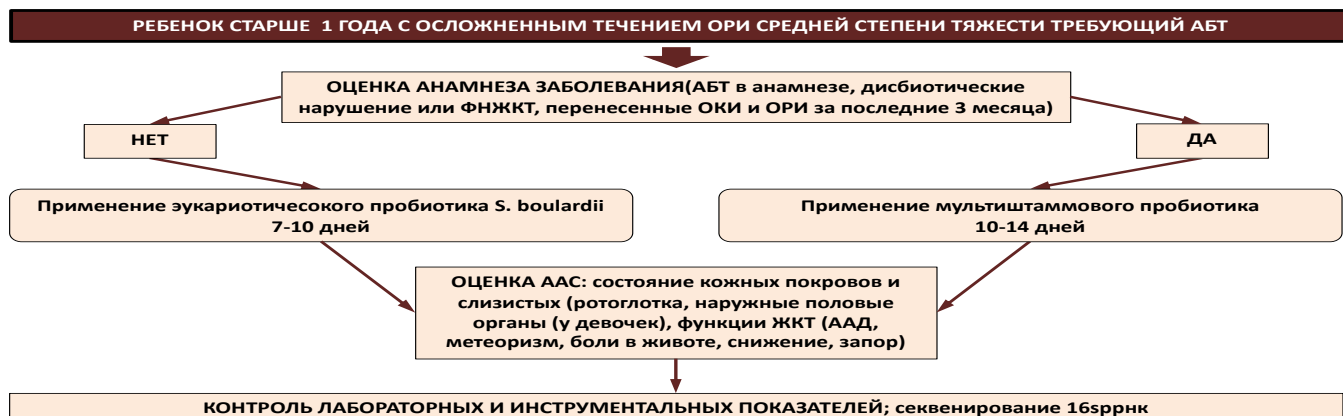 РЕБЕНОК СТАРШЕ 1 ГОДА С ОСЛОЖНЕННЫМ ТЕЧЕНИЕМ ОРИ СРЕДНЕЙ СТЕПЕНИ ТЯЖЕСТИ ТРЕБУЮЩИЙ АБТ
ОЦЕНКА АНАМНЕЗА ЗАБОЛЕВАНИЯ(АБТ в анамнезе, дисбиотические
нарушение или ФНЖКТ, перенесенные ОКИ и ОРИ за последние 3 месяца)
НЕТ
ДА
Применение эукариотичесокого пробиотика S. boulardii
7-10 дней
Применение мультиштаммового пробиотика
10-14 дней
ОЦЕНКА ААС: состояние кожных покровов и
слизистых (ротоглотка, наружные половые
органы (у девочек), функции ЖКТ (ААД,
метеоризм, боли в животе, снижение, запор)
КОНТРОЛЬ ЛАБОРАТОРНЫХ И ИНСТРУМЕНТАЛЬНЫХ ПОКАЗАТЕЛЕЙ; секвенирование 16sррнк